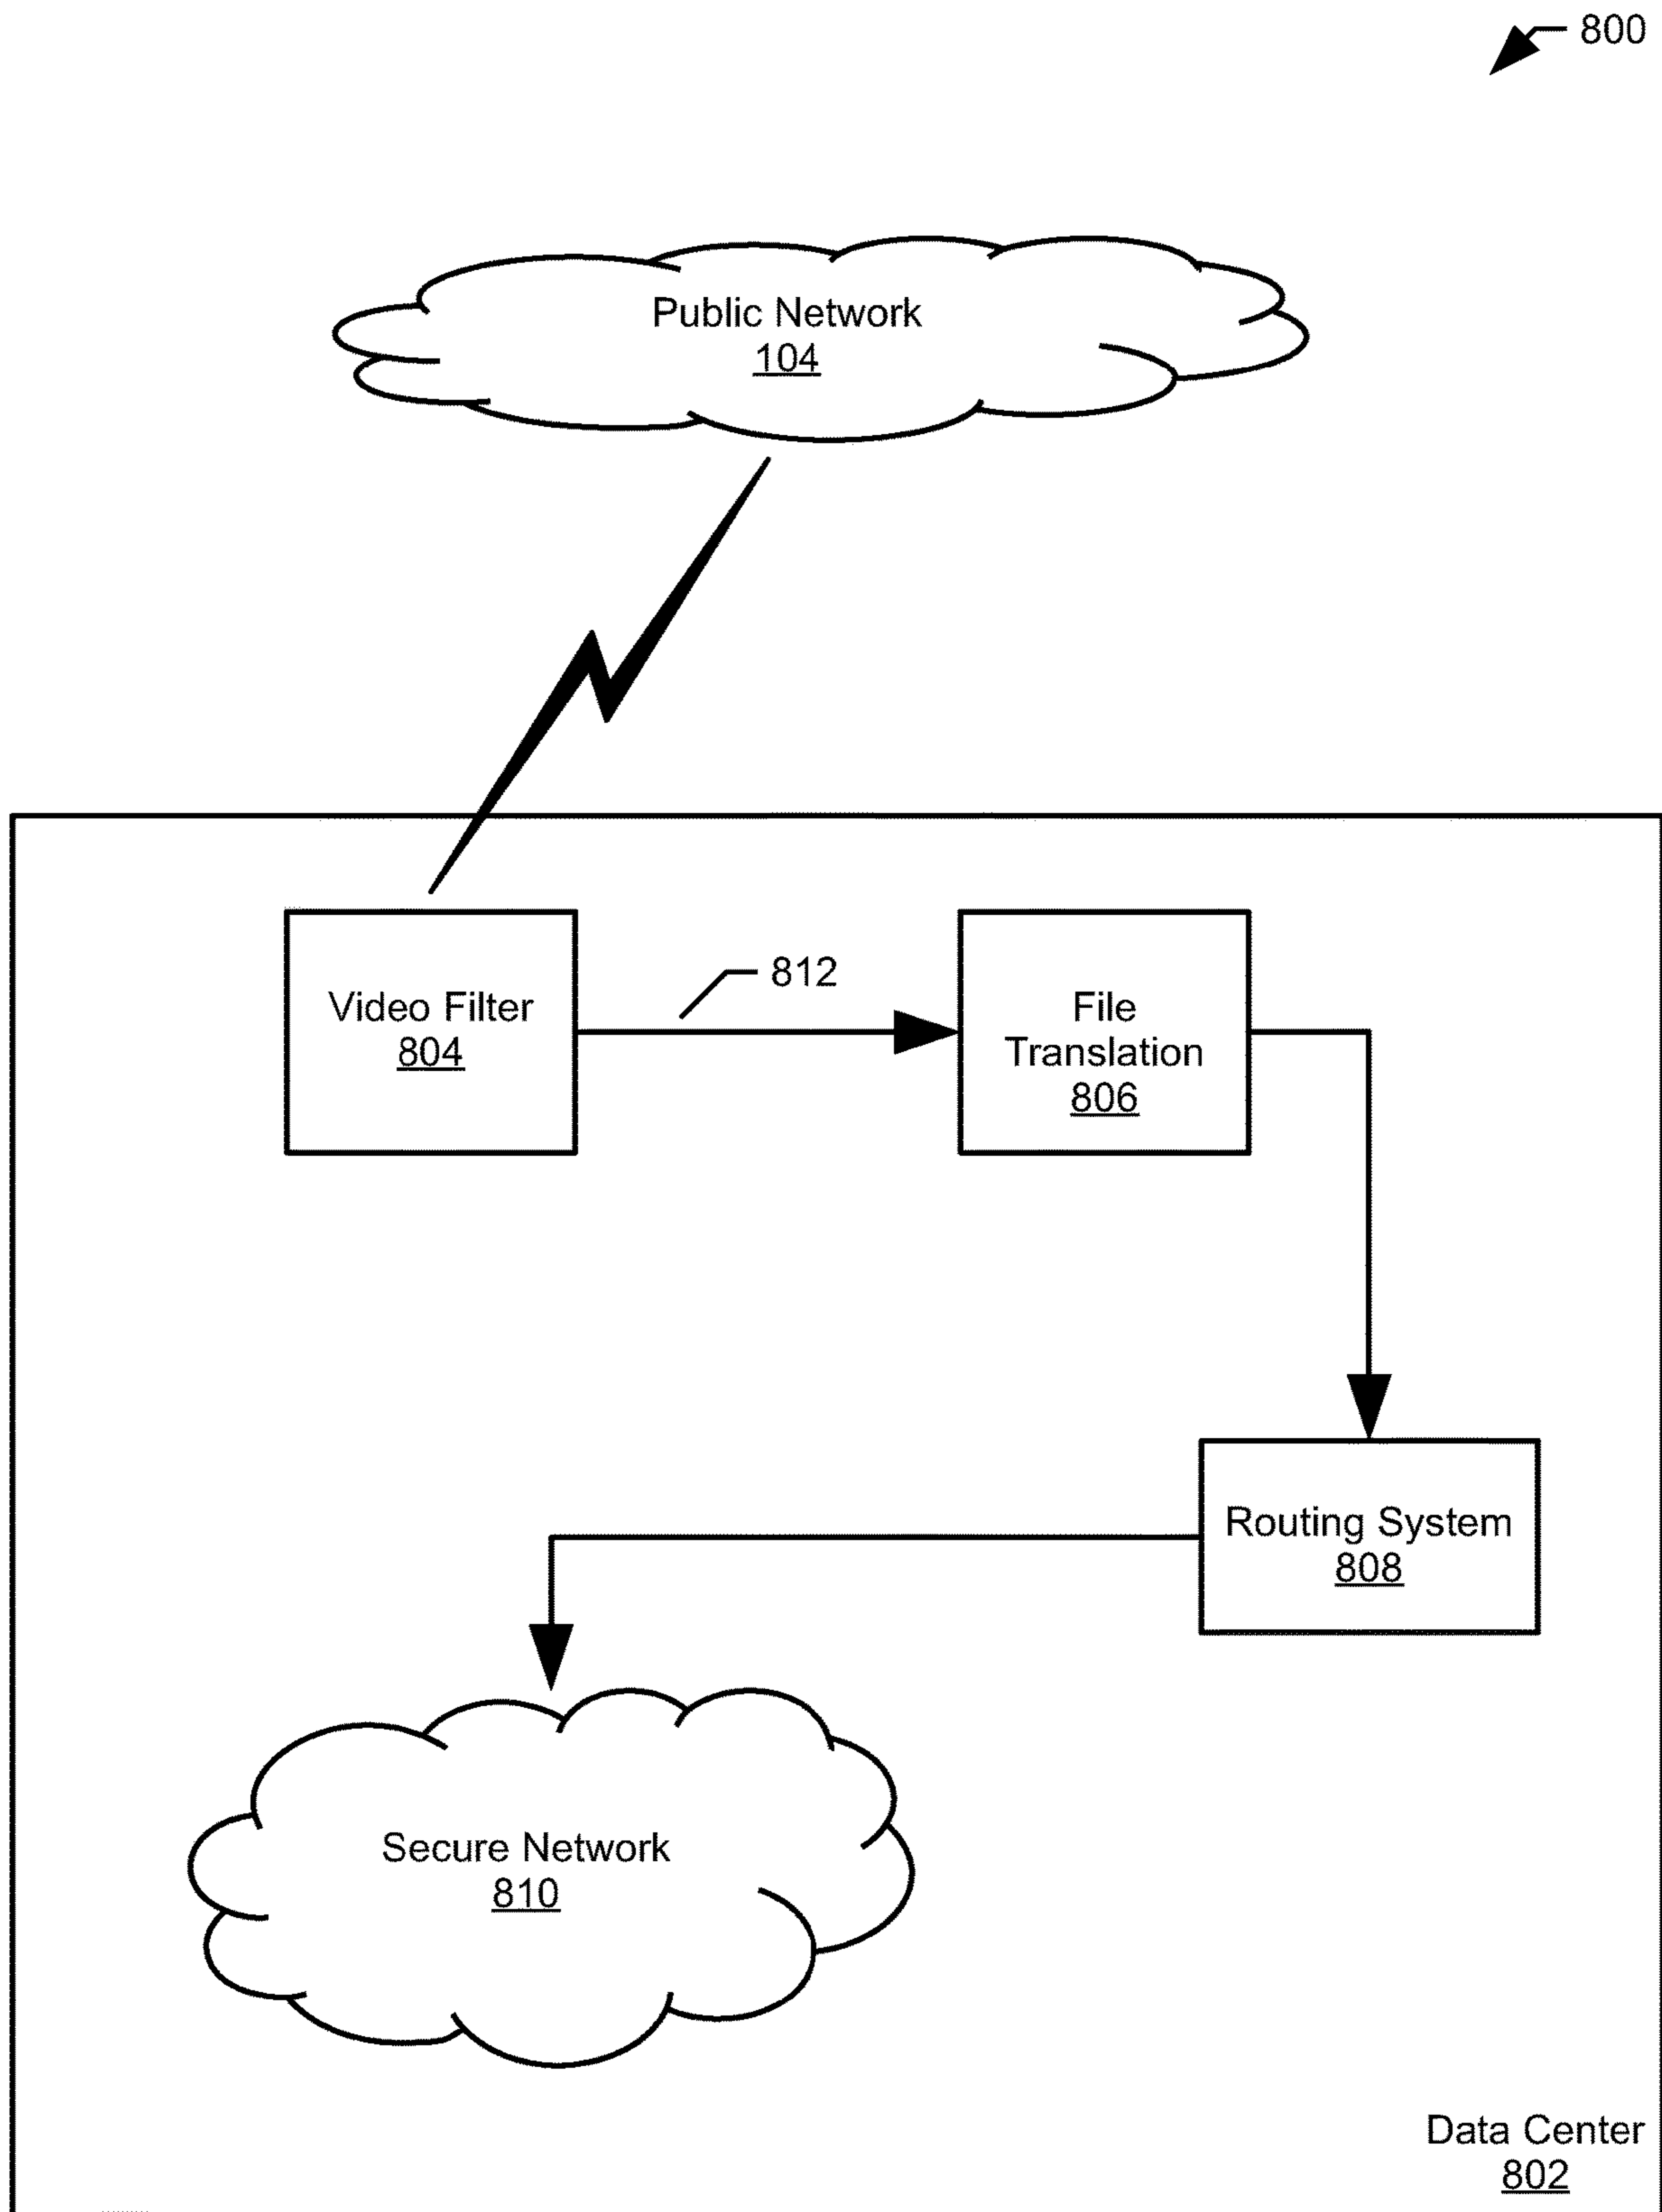 800
Public Network
104
812
Video Filter
804
File
Translation
806
Routing System
808
Secure Network
810
Data Center
802